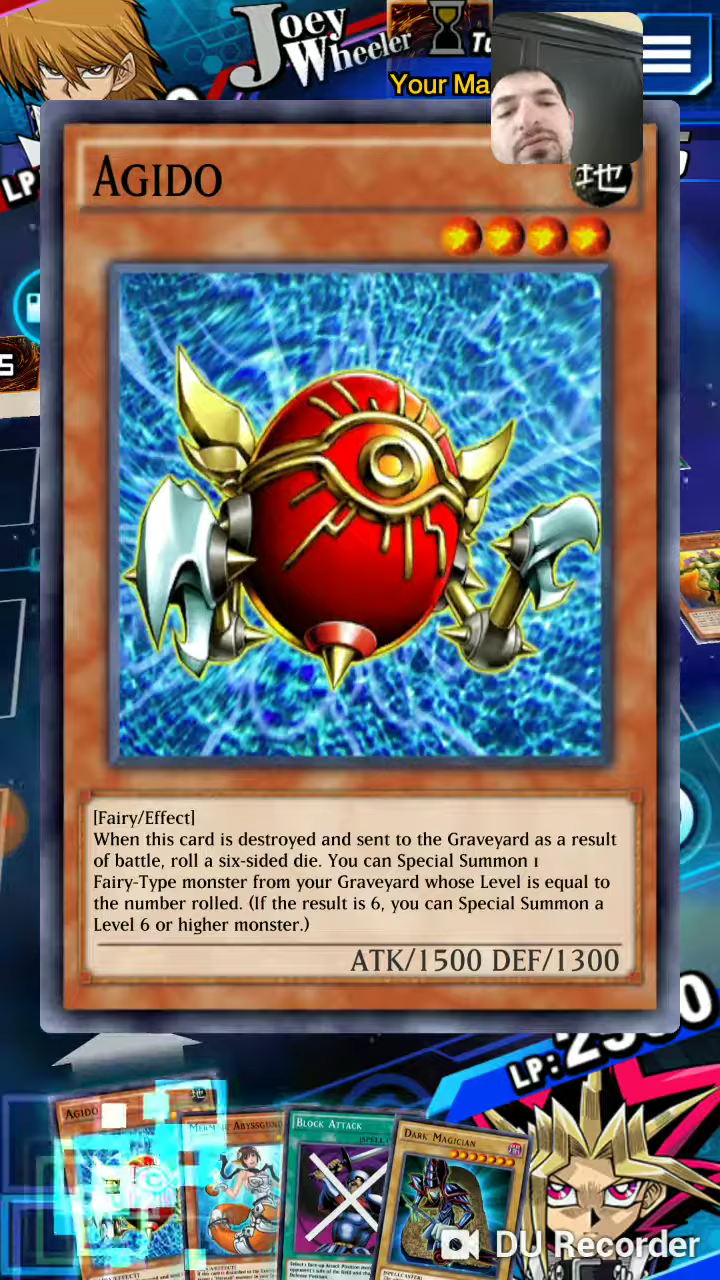 Joey
Wheeler
Your Ma
LP:
AGIDO
地
[Fairy/Effect]
When this card is destroyed and sent to the Graveyard as a result
of battle, roll a six-sided die. You can Special Summon 1
Fairy-Type monster from your Graveyard whose Level is equal to
the number rolled. (If the result is 6, you can Special Summon a
Level 6 or higher monster.)
ATK/1500 DEF/1300
LP:
AGIDO
BLOCK ATTACK
DARK MAGICIAN
DU Recorder